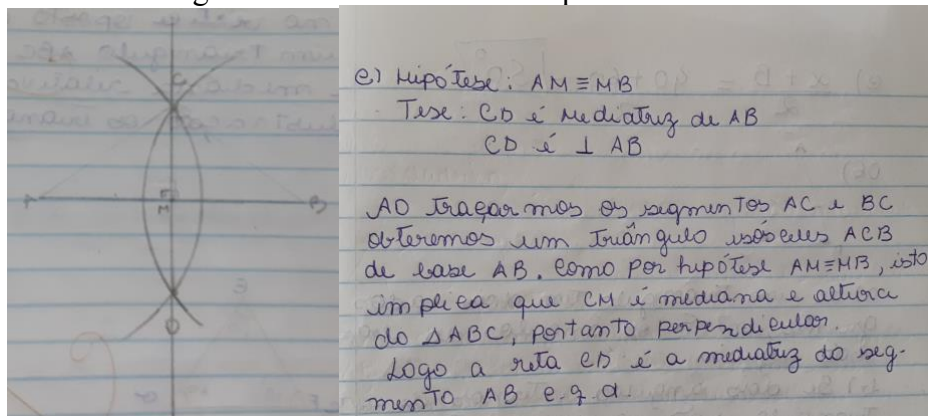 C
A
M
B
D
e) Hipótese: AM ≡ MB
Tese: CD é mediatriz de AB
CD é ⊥ AB
AO traçarmos os segmentos AC e BC
obteremos um triângulo isósceles ACB
de base AB. Como por hipótese AM≡MB, isto
implica que CM é mediana e altura
do ΔABC, portanto perpendicular.
Logo a reta CD é a mediatriz do seg-
mento AB c.q.d.